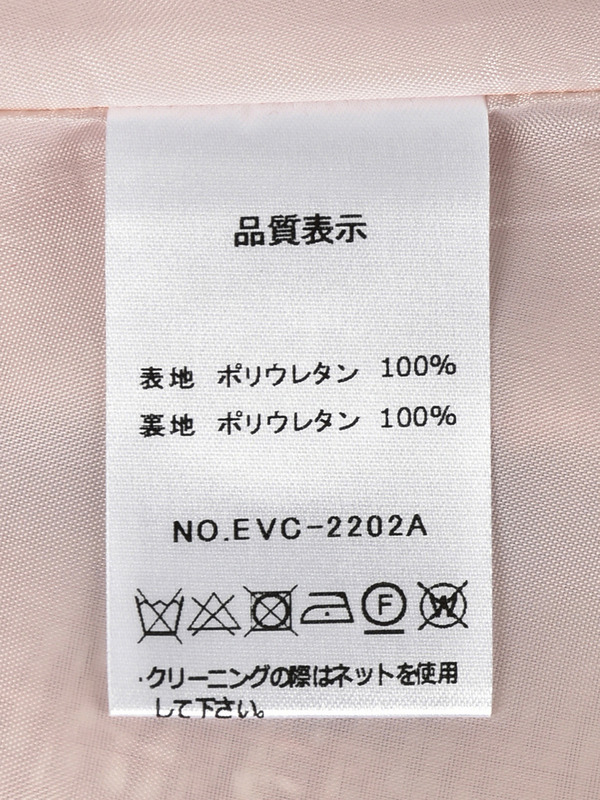 品質表示
表地 ポリウレタン 100%
裏地 ポリウレタン 100%
NO.EVC-2202A
F W
·クリーニングの際はネットを使用
して下さい。